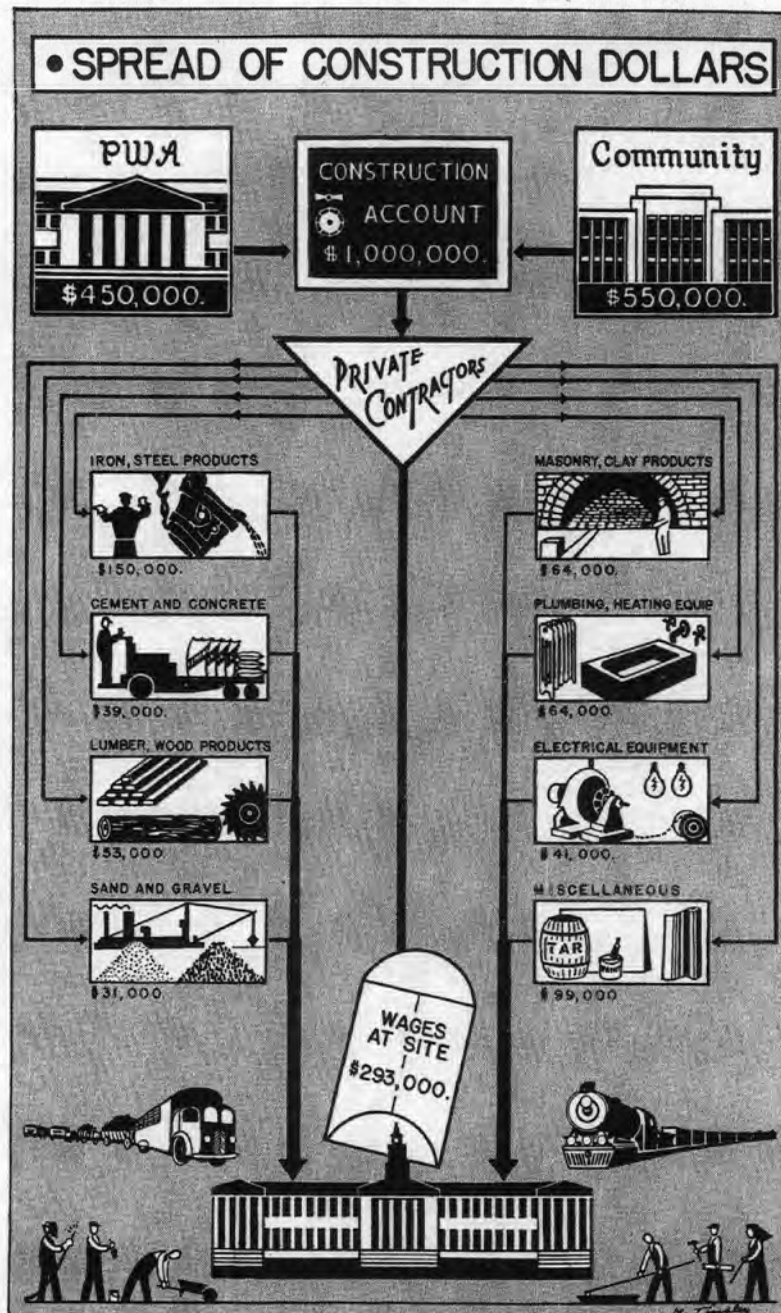 • SPREAD OF CONSTRUCTION DOLLARS
PWA
$450,000.
CONSTRUCTION
ACCOUNT
$1,000,000.
Community
$550,000.
PRIVATE
CONTRACTORS
IRON, STEEL PRODUCTS
$150,000.
CEMENT AND CONCRETE
$39,000.
LUMBER, WOOD PRODUCTS
$53,000
SAND AND GRAVEL
$31,000
MASONRY, CLAY PRODUCTS
$64,000.
PLUMBING, HEATING EQUIP
$64,000.
ELECTRICAL EQUIPMENT
$41,000.
MISCELLANEOUS
TAR
PAINT
$99,000
WAGES
AT SITE
$293,000.